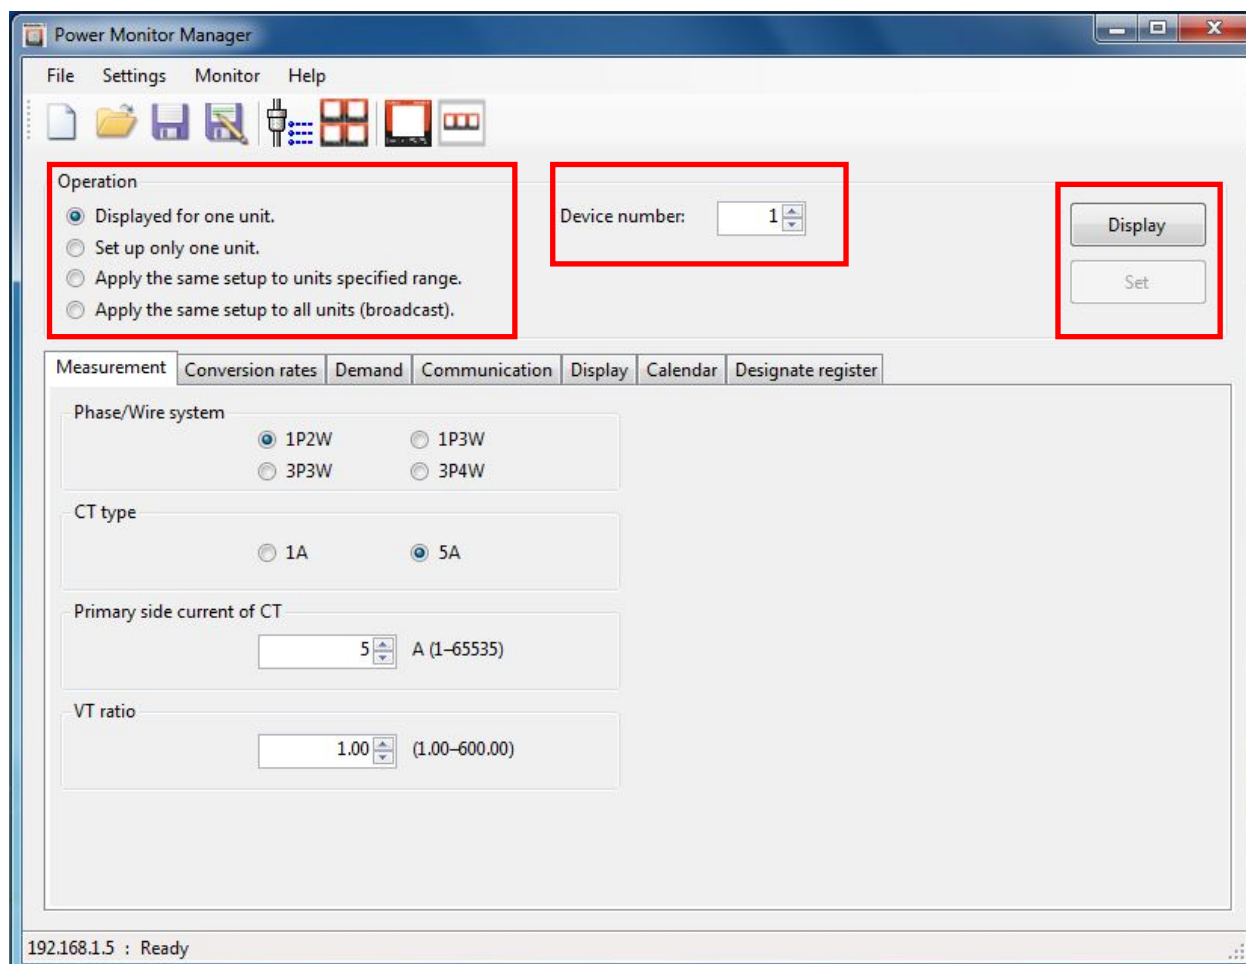 Power Monitor Manager
File Settings Monitor Help
Operation
Displayed for one unit.
Set up only one unit.
Apply the same setup to units specified range.
Apply the same setup to all units (broadcast).
Device number: 1
Display
Set
Measurement Conversion rates Demand Communication Display Calendar Designate register
Phase/Wire system
1P2W 1P3W
3P3W 3P4W
CT type
1A 5A
Primary side current of CT
5 A (1–65535)
VT ratio
1.00 (1.00–600.00)
192.168.1.5 : Ready